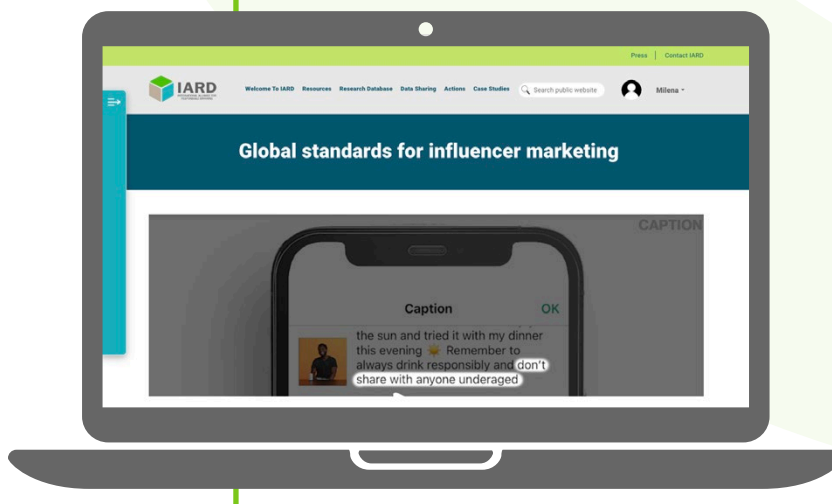 Press | Contact IARD
IARD
Welcome To IARD Resources Research Database Data Sharing Actions Case Studies Search public website Milena
Global standards for influencer marketing
CAPTION
Caption OK
the sun and tried it with my dinner
this evening ☀️ Remember to
always drink responsibly and don't
share with anyone underaged